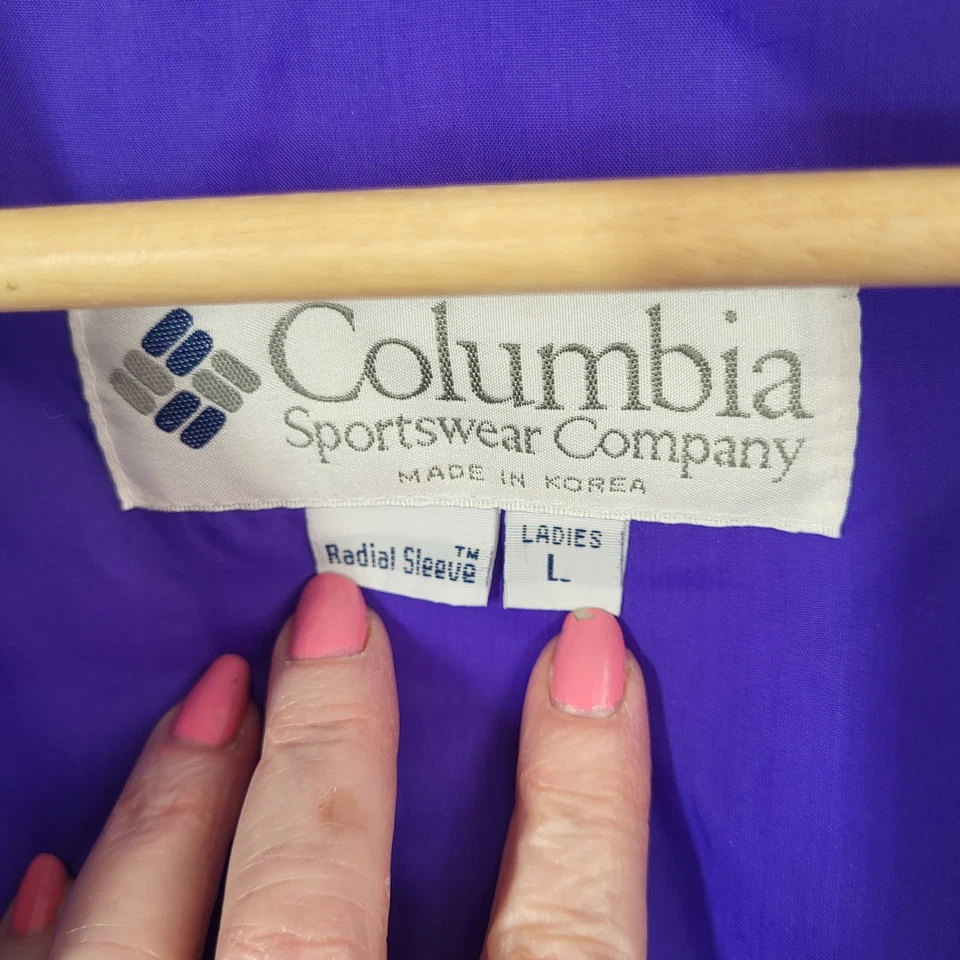 Columbia
Sportswear Company
MADE IN KOREA
Radial Sleeve™
LADIES
L